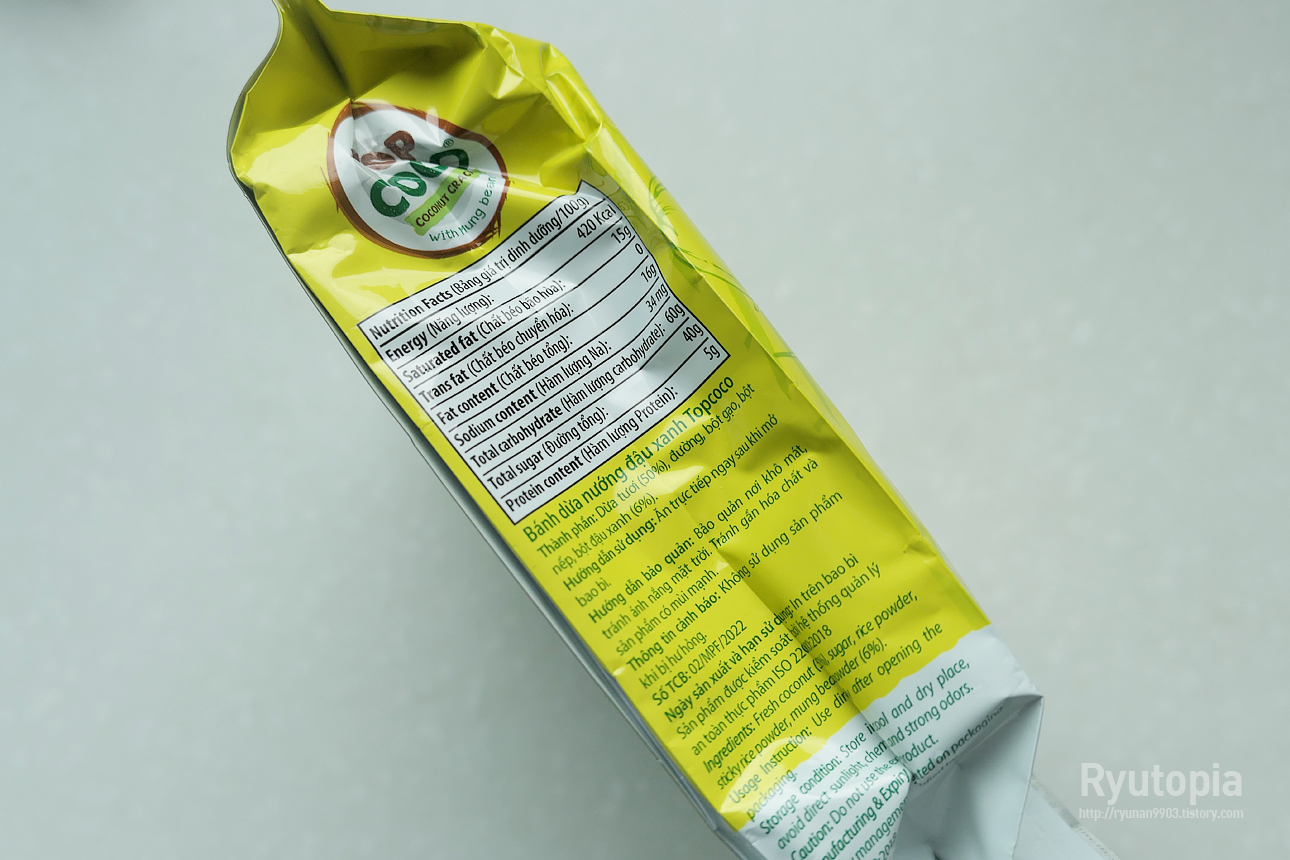 TOP
COCO®
COCONUT CRACK
with Mung bean
Nutrition Facts (Bảng giá trị dinh dưỡng/100g)
Energy (Năng lượng): 420 Kcal
Saturated fat (Chất béo bão hòa): 15g
Trans fat (Chất béo chuyển hóa): 0
Fat content (Chất béo tổng): 16g
Sodium content (Hàm lượng Na): 34 mg
Total carbohydrate (Hàm lượng carbohydrate): 60g
Total sugar (Đường tổng): 40g
Protein content (Hàm lượng Protein): 5g
Bánh dừa nướng đậu xanh Topcoco
Thành phần: Dừa tươi (50%), đường, bột gạo, bột
nếp, bột đậu xanh (6%).
Hướng dẫn sử dụng: Ăn trực tiếp ngay sau khi mở
bao bì.
Hướng dẫn bảo quản: Bảo quản nơi khô mát,
tránh ánh nắng mặt trời. Tránh gần hóa chất và
sản phẩm có mùi mạnh.
Thông tin cảnh báo: Không sử dụng sản phẩm
khi bị hư hỏng.
Số TCB: 02/MPF/2022
Ngày sản xuất và hạn sử dụng: In trên bao bì
Sản phẩm được kiểm soát hệ thống quản lý
an toàn thực phẩm ISO 22 :2018
Ingredients: Fresh coconut sugar, rice powder,
sticky rice powder, mung powder (6%).
Usage Instruction: Use after opening the
packaging.
Storage condition: Store and dry place,
avoid direct sunlight, and strong odors.
Caution: Do not use the
& on packaging
Ryutopia
http://ryunan9903.tistory.com